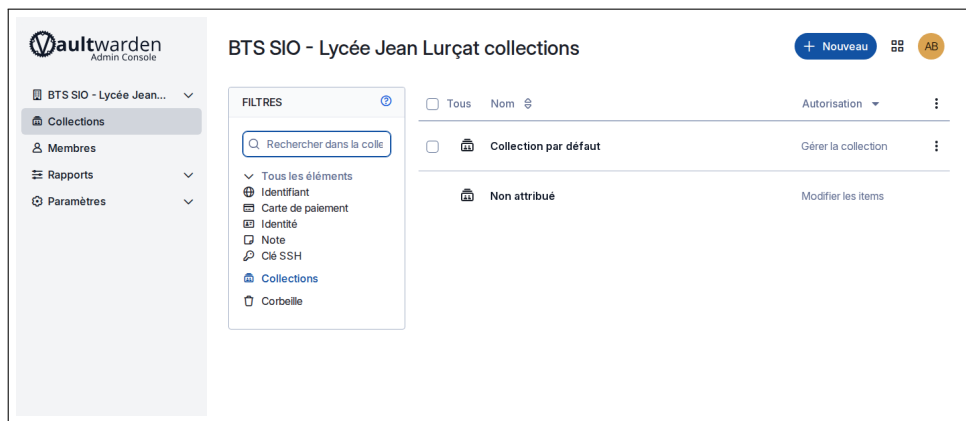 Vaultwarden
Admin Console
BTS SIO - Lycée Jean...
Collections
Membres
Rapports
Paramètres
BTS SIO - Lycée Jean Lurçat collections
Nouveau
AB
FILTRES
Rechercher dans la colle
Tous les éléments
Identifiant
Carte de paiement
Identité
Note
Clé SSH
Collections
Corbeille
Tous Nom Autorisation
Collection par défaut Gérer la collection
Non attribué Modifier les items